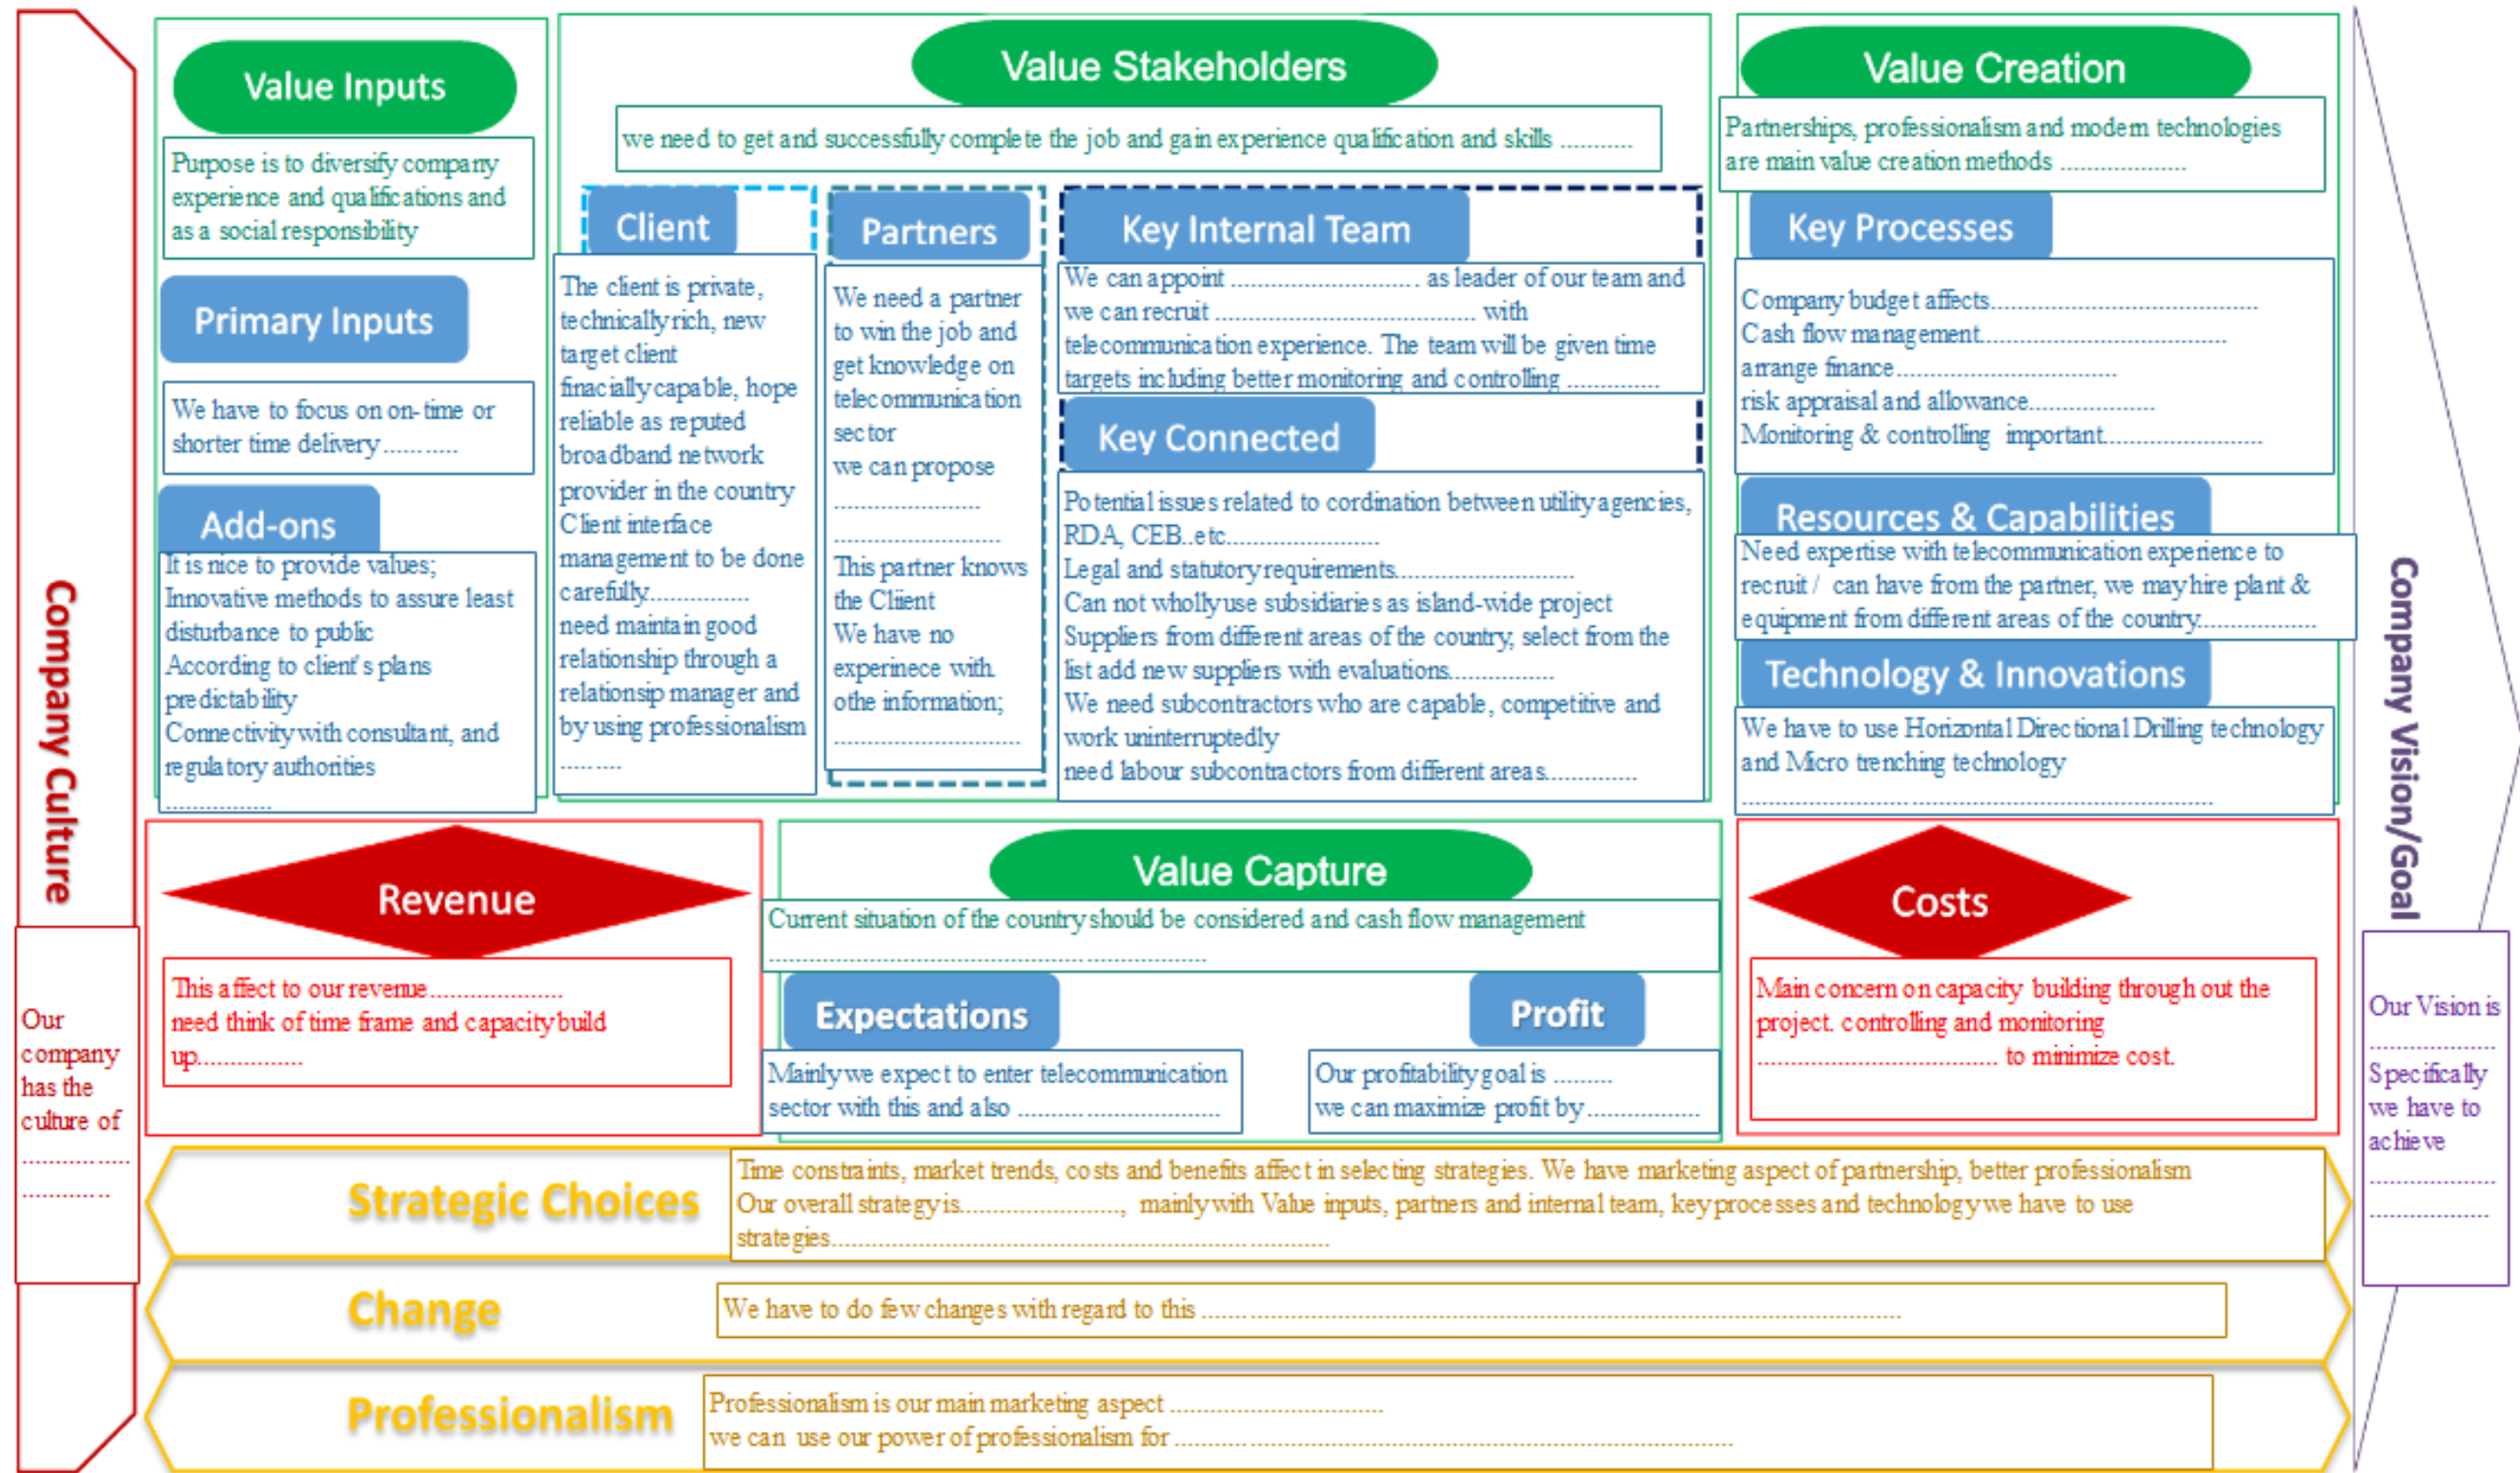 Company Culture
Our
company
has the
culture of
................
.............
Value Inputs
Purpose is to diversify company
experience and qualifications and
as a social responsibility
Primary Inputs
We have to focus on on-time or
shorter time delivery...........
Add-ons
It is nice to provide values;
Innovative methods to assure least
disturbance to public
According to client's plans
predictability
Connectivity with consultant, and
regulatory authorities
................
Value Stakeholders
we need to get and successfully complete the job and gain experience qualification and skills ...........
Client
The client is private,
technically rich, new
target client
finacially capable, hope
reliable as reputed
broadband network
provider in the country
Client interface
management to be done
carefully...............
need maintain good
relationship through a
relationsip manager and
by using professionalism
.........
Partners
We need a partner
to win the job and
get knowledge on
telecommunication
sector
we can propose
......................
.........................
This partner knows
the Cliient
We have no
experinece with.
othe information;
............................
Key Internal Team
We can appoint ............................ as leader of our team and
we can recruit ....................................... with
telecommunication experience. The team will be given time
targets including better monitoring and controlling ..............
Key Connected
Potential issues related to cordination between utility agencies,
RDA, CEB..etc.......................
Legal and statutory requirements...........................
Can not wholly use subsidiaries as island-wide project
Suppliers from different areas of the country, select from the
list add new suppliers with evaluations................
We need subcontractors who are capable, competitive and
work uninterruptedly
need labour subcontractors from different areas..............
Value Creation
Partnerships, professionalism and modern technologies
are main value creation methods ...................
Key Processes
Company budget affects........................................
Cash flow management.....................................
arrange finance.................................
risk appraisal and allowance...................
Monitoring & controlling  important........................
Resources & Capabilities
Need expertise with telecommunication experience to
recruit /  can have from the partner, we may hire plant &
equipment from different areas of the country..................
Technology & Innovations
We have to use Horizontal Directional Drilling technology
and Micro trenching technology
......................................................................
Revenue
This affect to our revenue....................
need think of time frame and capacity build
up................
Value Capture
Current situation of the country should be considered and cash flow management
.................................................................
Expectations
Mainly we expect to enter telecommunication
sector with this and also ..............................
Profit
Our profitability goal is .........
we can maximize profit by.................
Costs
Main concern on capacity  building through out the
project. controlling and monitoring
.................................... to minimize cost.
Company Vision/Goal
Our Vision is
...................
Specifically
we have to
achieve
...................
..................
Strategic Choices
Time constraints, market trends, costs and benefits affect in selecting strategies. We have marketing aspect of partnership, better professionalism
Our overall strategy is........................,  mainly with Value inputs, partners and internal team, key processes and technology we have to use
strategies..........................................................................
Change
We have to do few changes with regard to this .........................................................................................................
Professionalism
Professionalism is our main marketing aspect ................................
we can  use our power of professionalism for ...................................................................................